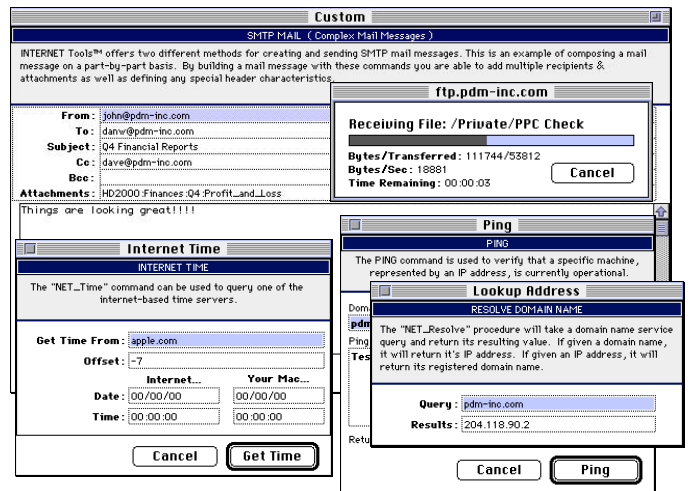 Custom
SMTP MAIL ( Complex Mail Messages )
INTERNET Tools™ offers two different methods for creating and sending SMTP mail messages. This is an example of composing a mail
message on a part-by-part basis. By building a mail message with these commands you are able to add multiple recipients &
attachments as well as defining any special header characteristics.
From: john@pdm-inc.com
To: danw@pdm-inc.com
Subject: Q4 Financial Reports
Cc: dave@pdm-inc.com
Bcc:
Attachments: HD2000:Finances:Q4:Profit_and_Loss
Things are looking great!!!!
ftp.pdm-inc.com
Receiving File: /Private/PPC Check
Bytes/Transferred: 111744/53812
Bytes/Sec: 18881
Time Remaining: 00:00:03
Cancel
Internet Time
INTERNET TIME
The "NET_Time" command can be used to
query one of the
internet-based time servers.
Get Time From: apple.com
Offset: -7
Internet... Your Mac...
Date: 00/00/00 00/00/00
Time: 00:00:00 00:00:00
Cancel Get Time
Ping
PING
The PING command is used to verify that a specific machine,
represented by an IP address, is currently operational.
Lookup Address
RESOLVE DOMAIN NAME
The "NET_Resolve" procedure will take a domain name service
query and return its resulting value. If given a domain name,
it will return it's IP address. If given an IP address, it will
return its registered domain name.
Query: pdm-inc.com
Results: 204.118.90.2
Cancel Ping